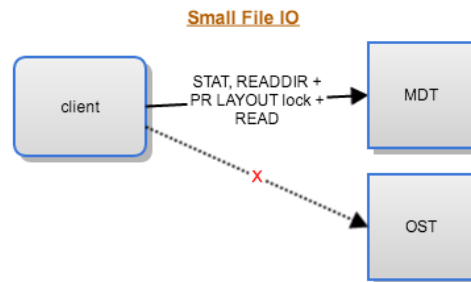 Small File IO
STAT, READDIR +
PR LAYOUT lock +
READ
client
MDT
X
OST